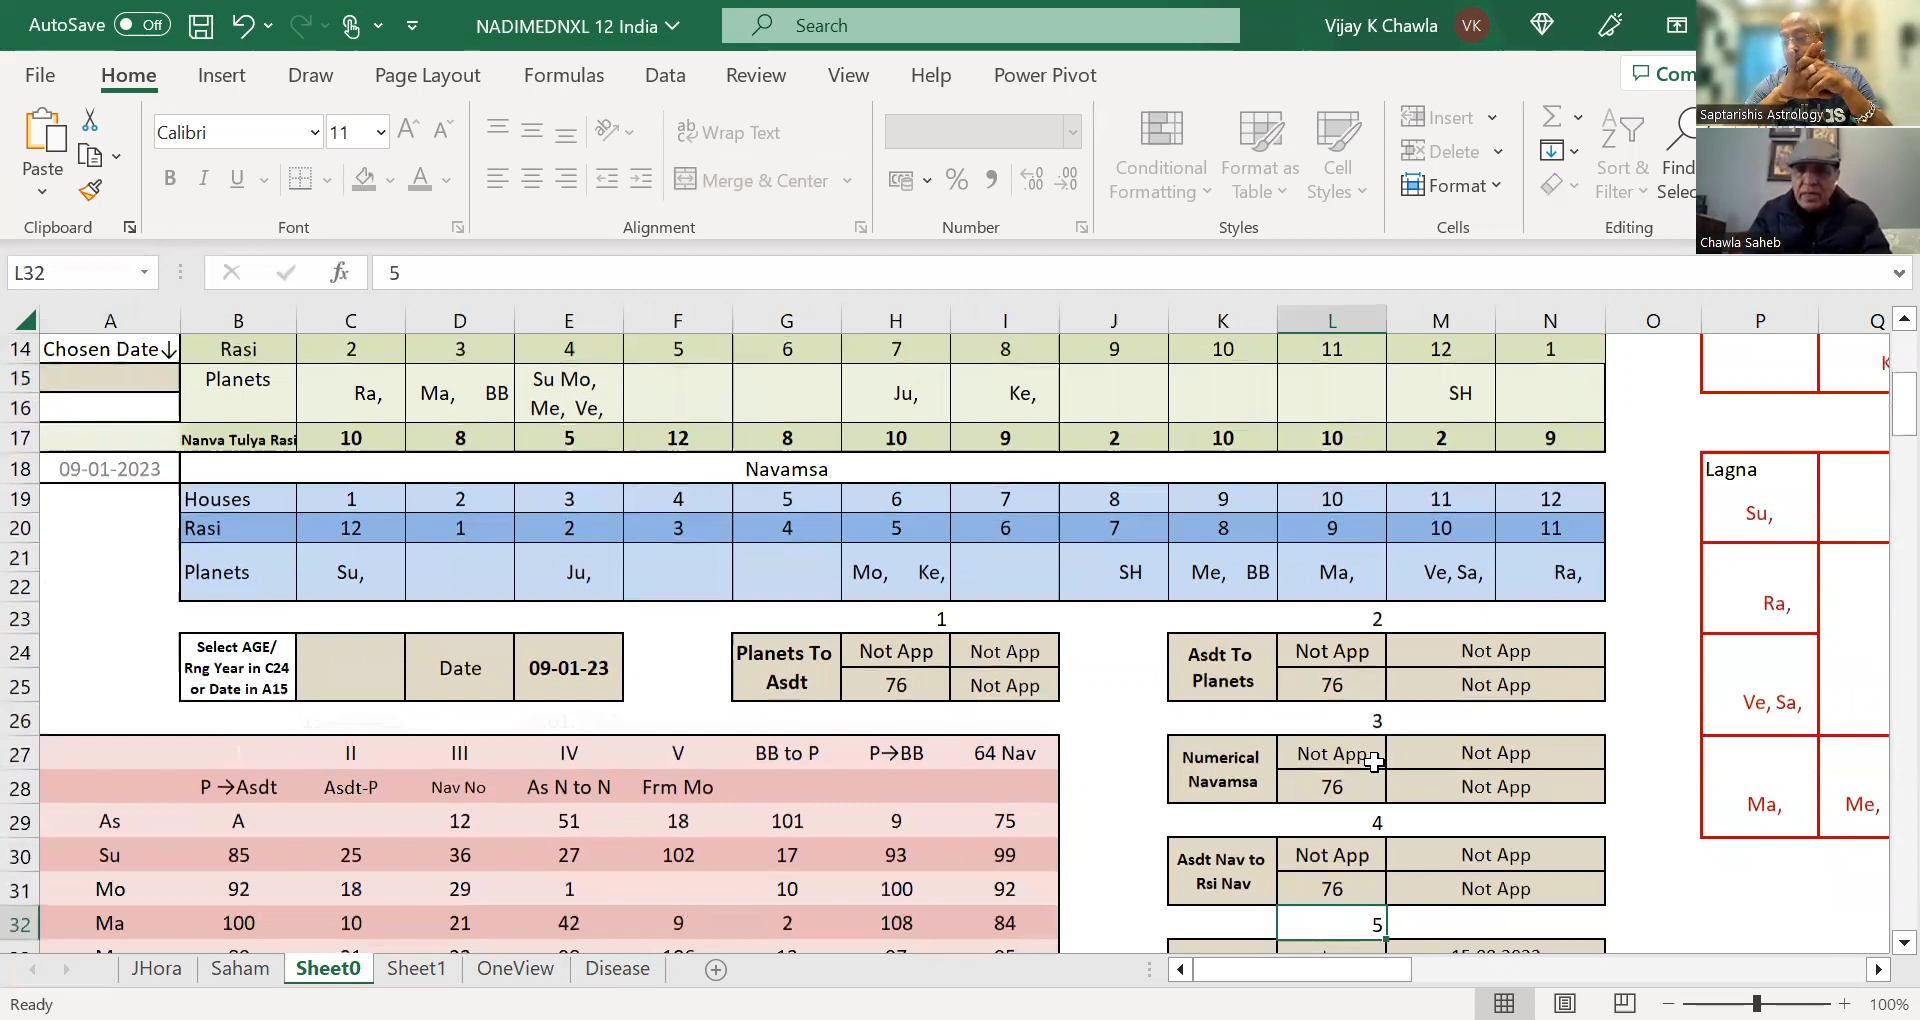 AutoSave Off NADIMEDNXL 12 India Search Vijay K Chawla VK
File Home Insert Draw Page Layout Formulas Data Review View Help Power Pivot Com
Saptarishis Astrology
Chawla Saheb
Paste
Calibri 11 A A ab Wrap Text Insert
B I U A Merge & Center % Conditional Format as Cell Delete Sort & Find
Formatting Table Styles Format Filter Selec
Clipboard Font Alignment Number Styles Cells Editing
L32 fx 5
A B C D E F G H I J K L M N O P Q
14 Chosen Date↓ Rasi 2 3 4 5 6 7 8 9 10 11 12 1
15 Planets Ra, Ma, BB Su Mo, Ju, Ke, SH
16 Me, Ve,
17 Nanva Tulya Rasi 10 8 5 12 8 10 9 2 10 10 2 9
18 09-01-2023 Navamsa Lagna
19 Houses 1 2 3 4 5 6 7 8 9 10 11 12
Su,
20 Rasi 12 1 2 3 4 5 6 7 8 9 10 11
21 Planets Su, Ju, Mo, Ke, SH Me, BB Ma, Ve, Sa, Ra,
22
Ra,
23 1 2
24 Select AGE/ Rng Year in C24 or Date in A15 Date 09-01-23 Planets To Asdt Not App Not App Asdt To Planets Not App Not App
25 76 Not App 76 Not App
Ve, Sa,
26 3
27 II III IV V BB to P P→BB 64 Nav Numerical Navamsa Not App Not App
28 P →Asdt Asdt-P Nav No As N to N Frm Mo 76 Not App
Ma, Me,
29 As A 12 51 18 101 9 75 4
30 Su 85 25 36 27 102 17 93 99 Asdt Nav to Rsi Nav Not App Not App
31 Mo 92 18 29 1 10 100 92 76 Not App
32 Ma 100 10 21 42 9 2 108 84 5
JHora Saham Sheet0 Sheet1 OneView Disease
Ready 100%